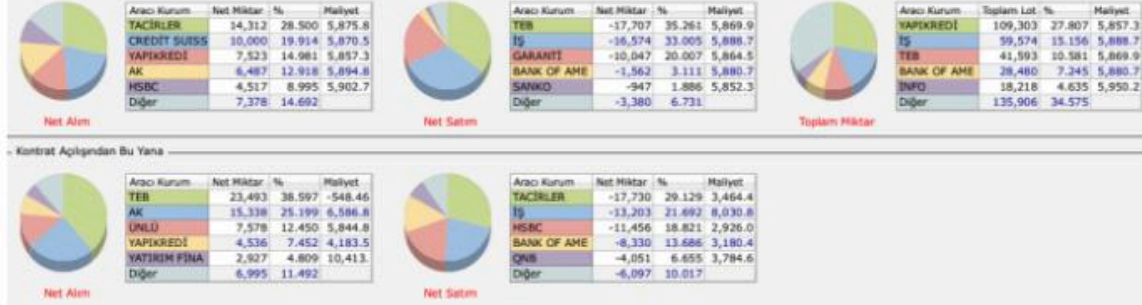 Aracı Kurum Net Miktar % Maliyet
TACİRLER 14,312 28.500 5,875.8
CREDİT SUİSS 10,000 19.914 5,870.5
YAPIKREDİ 7,523 14.981 5,857.3
AK 6,487 12.918 5,894.8
HSBC 4,517 8.995 5,902.7
Diğer 7,378 14.692
Net Alım
Aracı Kurum Net Miktar % Maliyet
TEB -17,707 35.261 5,869.9
İŞ -16,574 33.005 5,888.7
GARANTİ -10,047 20.007 5,864.5
BANK OF AME -1,562 3.111 5,880.7
SANKO -947 1.886 5,852.3
Diğer -3,380 6.731
Net Satım
Aracı Kurum Toplam Lot % Maliyet
YAPIKREDİ 109,303 27.807 5,857.3
İŞ 59,574 15.156 5,888.7
TEB 41,593 10.581 5,869.9
BANK OF AME 28,480 7.245 5,880.7
İNFO 18,218 4.635 5,950.2
Diğer 135,906 34.575
Toplam Miktar
Kontrat Açılışından Bu Yana
Aracı Kurum Net Miktar % Maliyet
TEB 23,493 38.597 -548.46
AK 15,338 25.199 6,586.8
ÜNLÜ 7,578 12.450 5,844.8
YAPIKREDİ 4,536 7.452 4,183.5
YATIRIM FİNA 2,927 4.809 10,413.
Diğer 6,995 11.492
Net Alım
Aracı Kurum Net Miktar % Maliyet
TACİRLER -17,730 29.129 3,464.4
İŞ -13,203 21.692 8,030.8
HSBC -11,456 18.821 2,926.0
BANK OF AME -8,330 13.686 3,180.4
QNB -4,051 6.655 3,784.6
Diğer -6,097 10.017
Net Satım